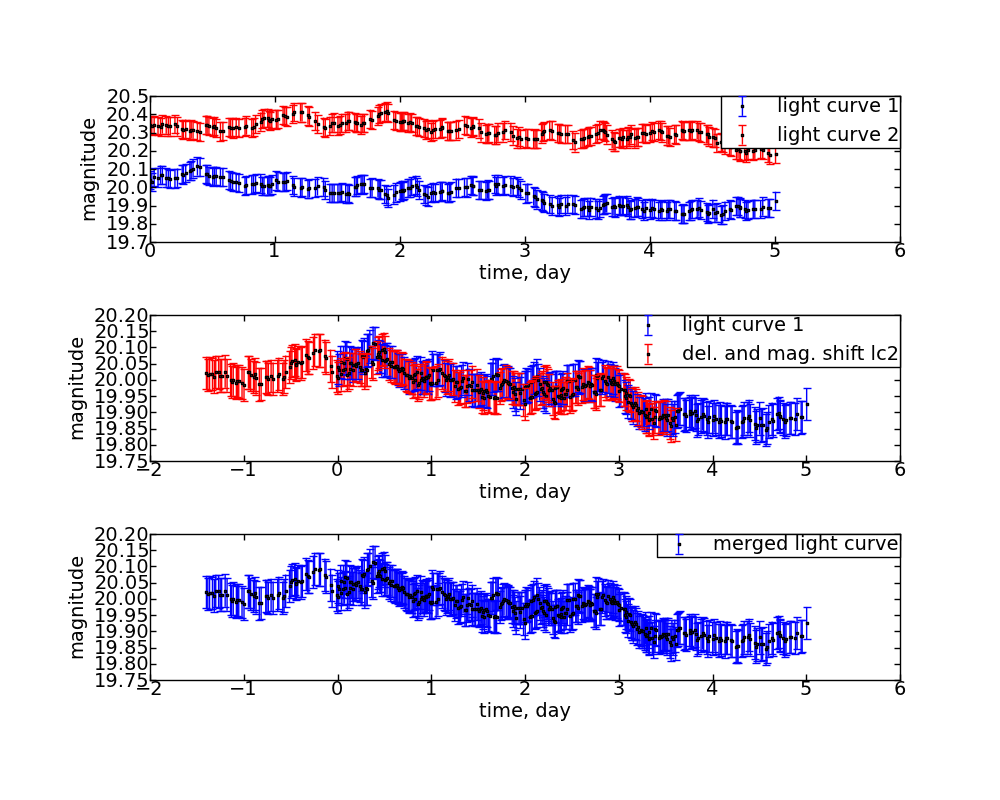 20.5
20.4
20.3
20.2
20.1
20.0
19.9
19.8
19.7
magnitude
light curve 1
light curve 2
0 1 2 3 4 5 6
time, day
20.20
20.15
20.10
20.05
20.00
19.95
19.90
19.85
19.80
19.75
magnitude
light curve 1
del. and mag. shift lc2
−2 −1 0 1 2 3 4 5 6
time, day
20.20
20.15
20.10
20.05
20.00
19.95
19.90
19.85
19.80
19.75
magnitude
merged light curve
−2 −1 0 1 2 3 4 5 6
time, day